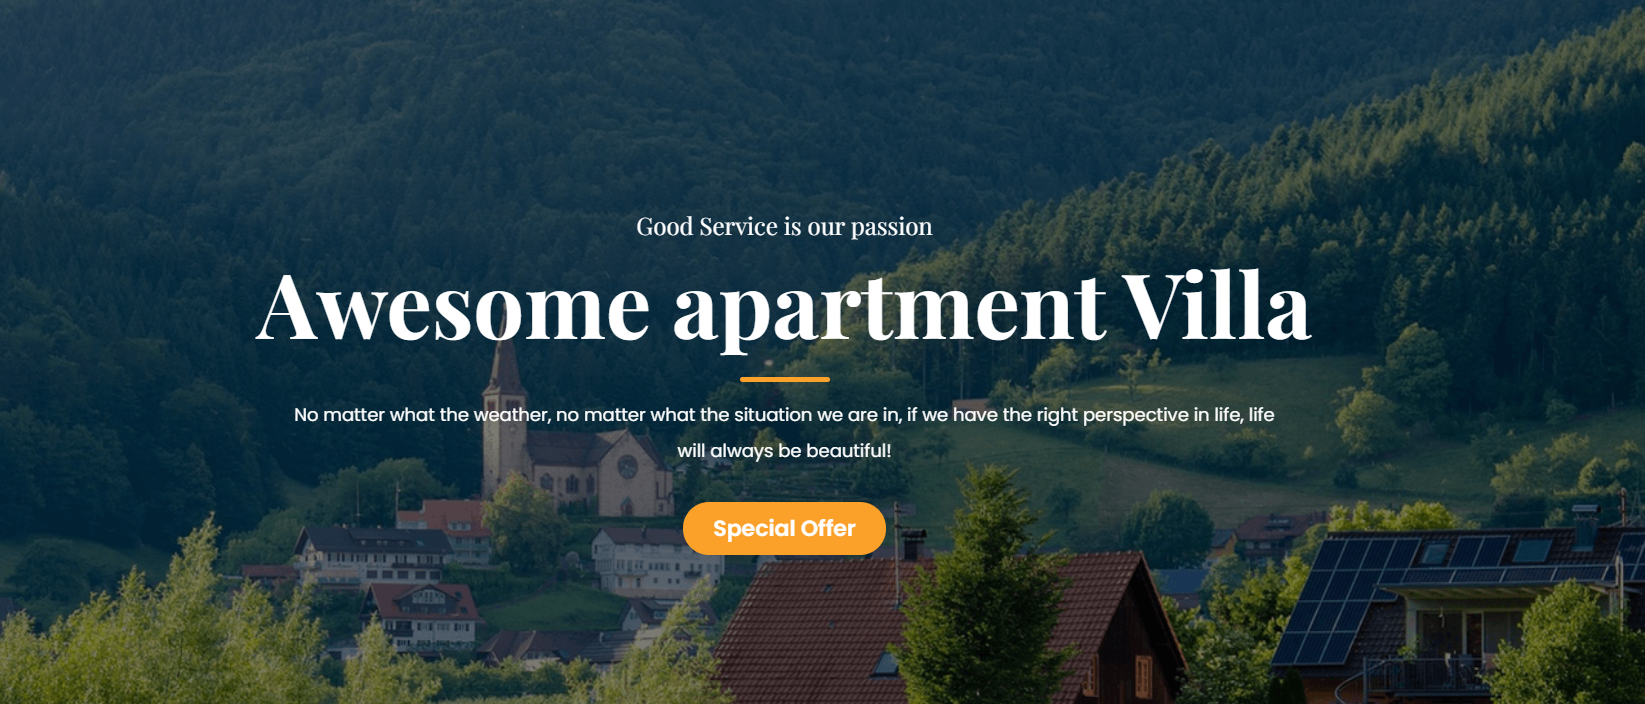 Good Service is our passion
Awesome apartment Villa
No matter what the weather, no matter what the situation we are in, if we have the right perspective in life, life
will always be beautiful!
Special Offer